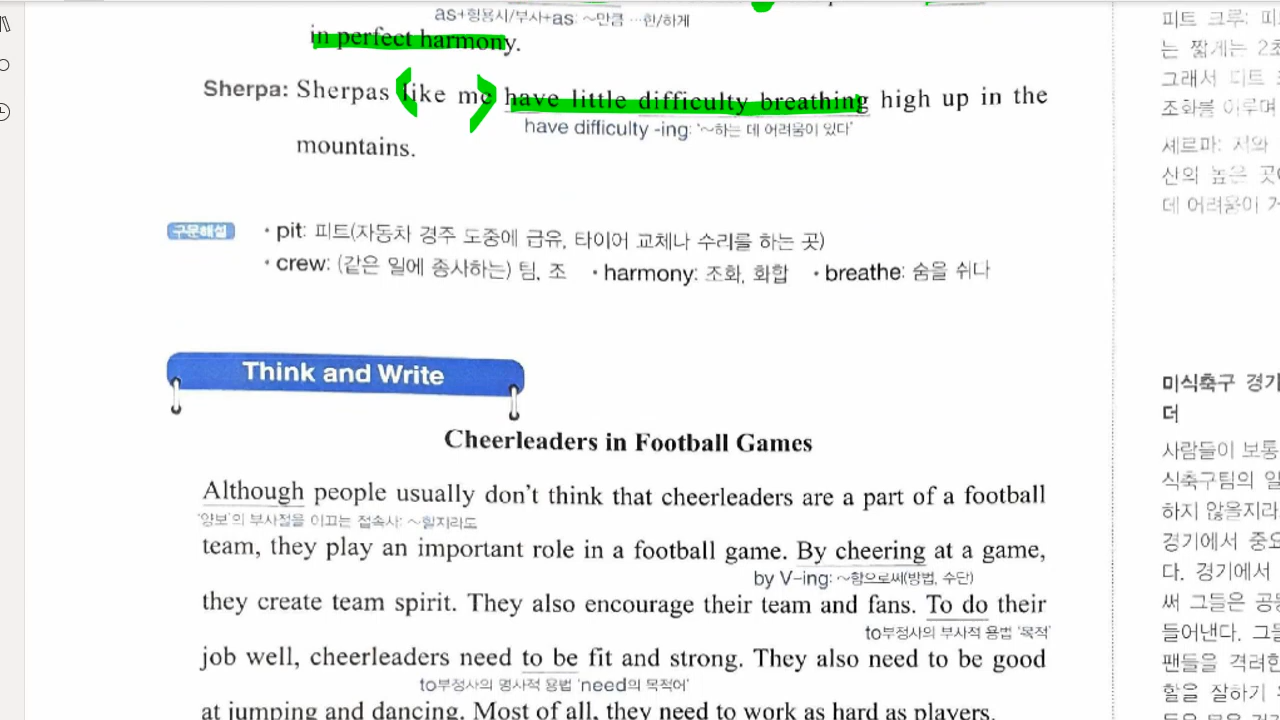 as+형용사/부사+as: ~만큼 …한/하게
in perfect harmony.
Sherpa: Sherpas like me have little difficulty breathing high up in the
have difficulty -ing: '~하는 데 어려움이 있다'
mountains.
구문해설
• pit: 피트(자동차 경주 도중에 급유, 타이어 교체나 수리를 하는 곳)
• crew: (같은 일에 종사하는) 팀, 조 • harmony: 조화, 화합 • breathe: 숨을 쉬다
Think and Write
Cheerleaders in Football Games
Although people usually don't think that cheerleaders are a part of a football
'양보'의 부사절을 이끄는 접속사: ~할지라도
team, they play an important role in a football game. By cheering at a game,
by V-ing: ~함으로써(방법, 수단)
they create team spirit. They also encourage their team and fans. To do their
to부정사의 부사적 용법 '목적'
job well, cheerleaders need to be fit and strong. They also need to be good
to부정사의 명사적 용법 'need의 목적어'
at jumping and dancing. Most of all, they need to work as hard as players.
피트 크루:
는 짧게는 2초
그래서 피트
조화를 이루며
셰르파: 저와
산의 높은
데 어려움이
미식축구 경기
더
사람들이 보통
식축구팀의
하지 않을지라
경기에서
다. 경기에서
써 그들은
들어낸다.
팬들을 격려한
할을 잘하기